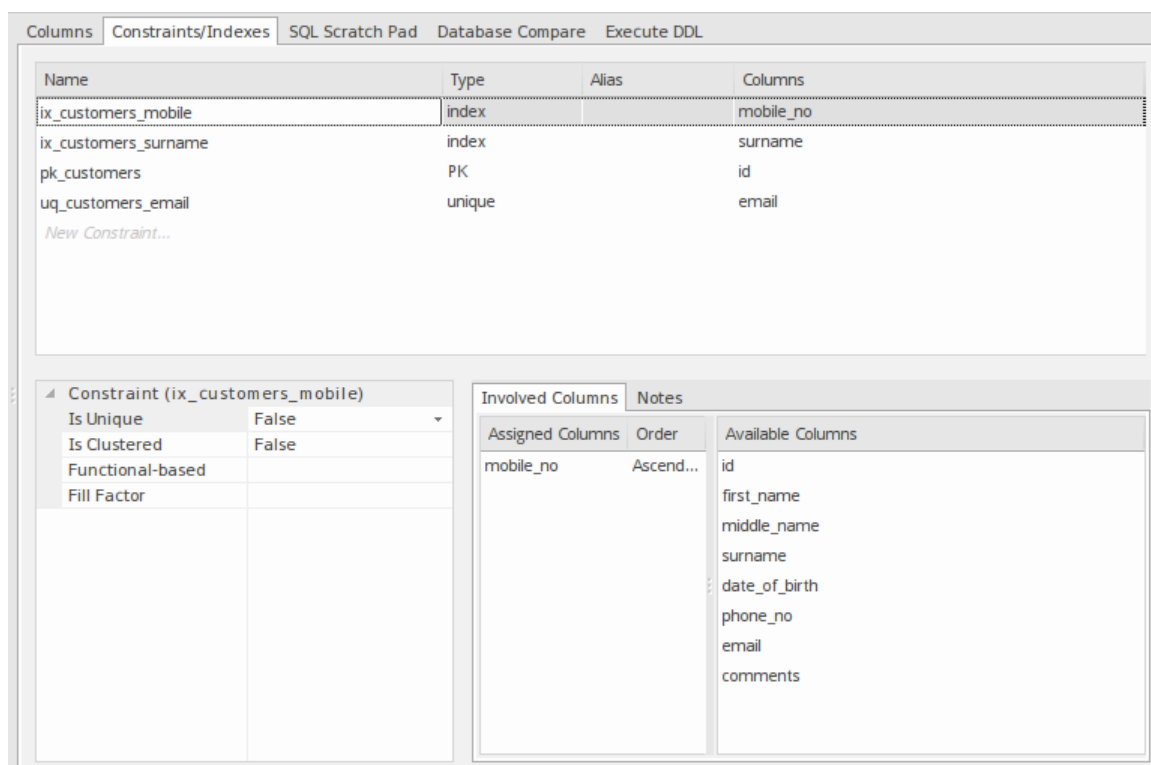 Columns Constraints/Indexes SQL Scratch Pad Database Compare Execute DDL
Name Type Alias Columns
ix_customers_mobile index mobile_no
ix_customers_surname index surname
pk_customers PK id
uq_customers_email unique email
New Constraint...
Constraint (ix_customers_mobile)
Is Unique False
Is Clustered False
Functional-based
Fill Factor
Involved Columns Notes
Assigned Columns Order Available Columns
mobile_no Ascend... id
first_name
middle_name
surname
date_of_birth
phone_no
email
comments